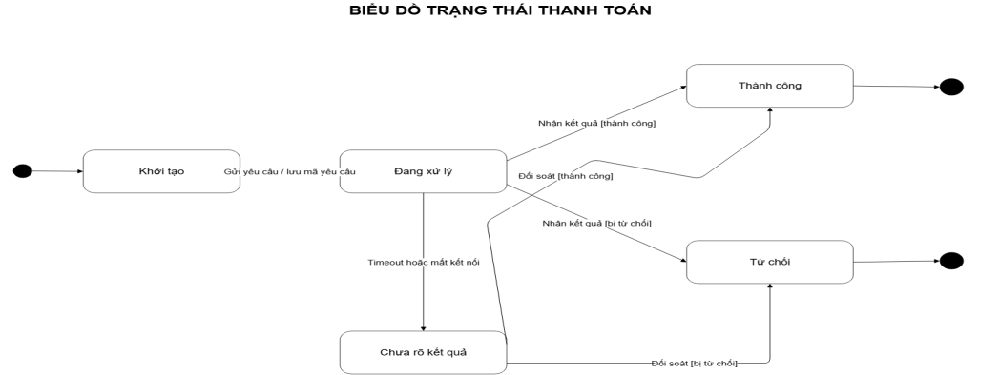 BIỂU ĐỒ TRẠNG THÁI THANH TOÁN
Thành công
Nhận kết quả [thành công]
Khởi tạo
Gửi yêu cầu / lưu mã yêu cầu
Đang xử lý
Đối soát [thành công]
Nhận kết quả [bị từ chối]
Timeout hoặc mất kết nối
Từ chối
Chưa rõ kết quả
Đối soát [bị từ chối]